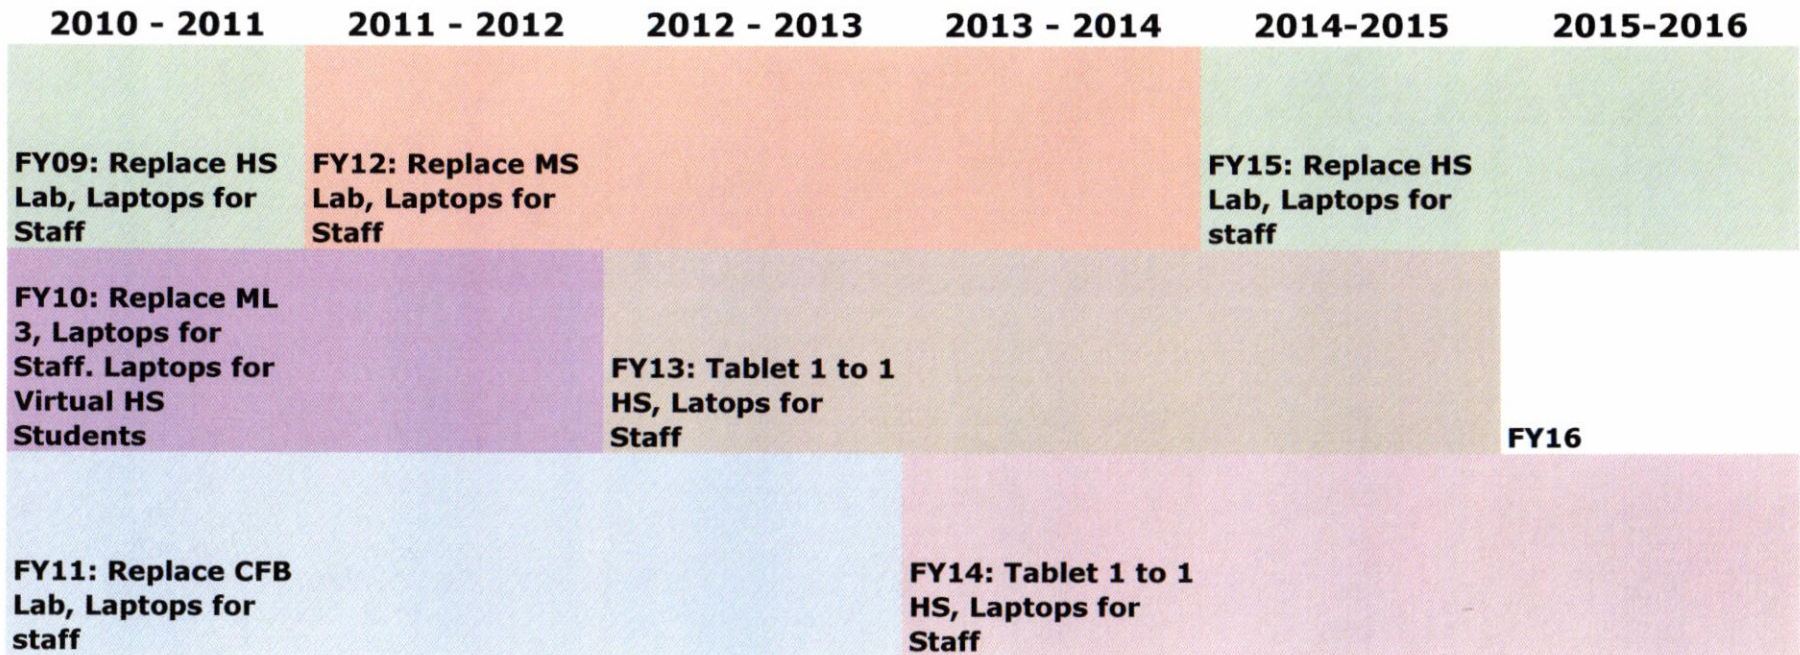 2010 - 2011 2011 - 2012 2012 - 2013 2013 - 2014 2014-2015 2015-2016
FY09: Replace HS
Lab, Laptops for
Staff
FY12: Replace MS
Lab, Laptops for
Staff
FY15: Replace HS
Lab, Laptops for
staff
FY10: Replace ML
3, Laptops for
Staff. Laptops for
Virtual HS
Students
FY13: Tablet 1 to 1
HS, Latops for
Staff
FY16
FY11: Replace CFB
Lab, Laptops for
staff
FY14: Tablet 1 to 1
HS, Laptops for
Staff